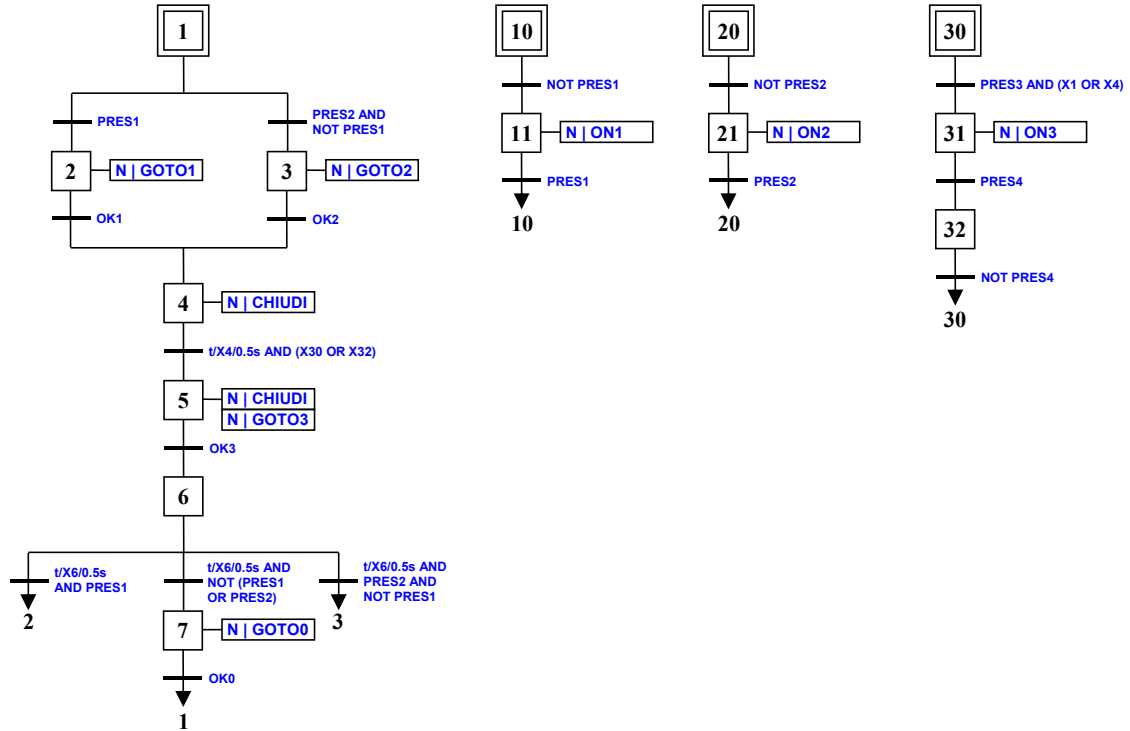 1
PRES1
PRES2 AND
NOT PRES1
2
N | GOTO1
3
N | GOTO2
OK1
OK2
4
N | CHIUDI
t/X4/0.5s AND (X30 OR X32)
5
N | CHIUDI
N | GOTO3
OK3
6
t/X6/0.5s
AND PRES1
t/X6/0.5s AND
NOT (PRES1
OR PRES2)
t/X6/0.5s AND
PRES2 AND
NOT PRES1
2
3
7
N | GOTO0
OK0
1
10
NOT PRES1
11
N | ON1
PRES1
10
20
NOT PRES2
21
N | ON2
PRES2
20
30
PRES3 AND (X1 OR X4)
31
N | ON3
PRES4
32
NOT PRES4
30